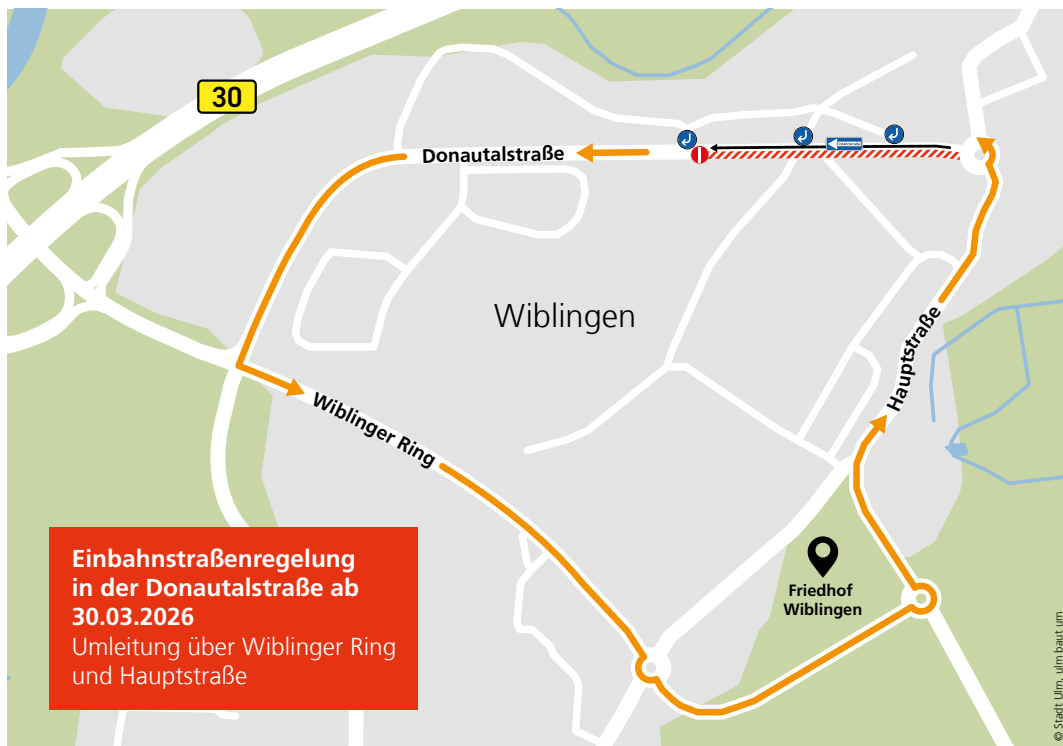 30
Donautalstraße
Einbahnstraße
Wiblingen
Hauptstraße
Wiblinger Ring
Friedhof
Wiblingen
Einbahnstraßenregelung
in der Donautalstraße ab
30.03.2026
Umleitung über Wiblinger Ring
und Hauptstraße
© Stadt Ulm, ulm baut um